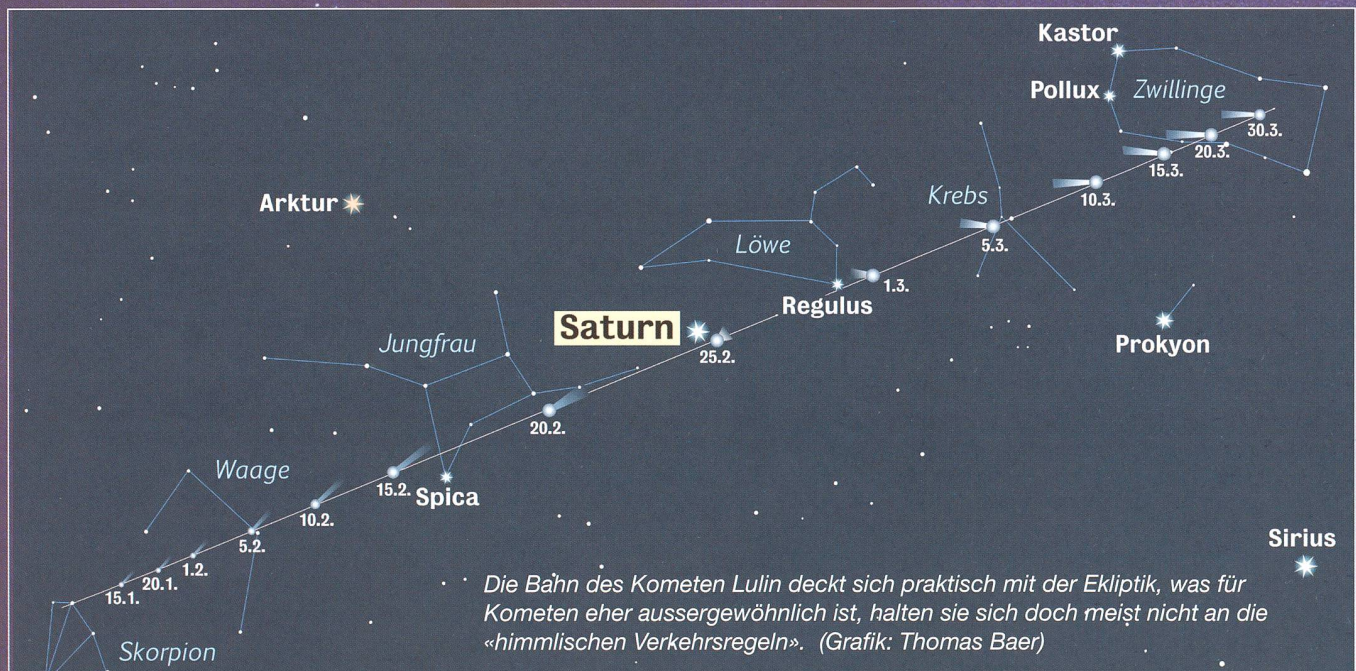 Kastor
Pollux
Zwillinge
30.3.
20.3.
15.3.
10.3.
Arktur
Krebs
5.3.
Löwe
1.3.
Regulus
Saturn
25.2.
Prokyon
Jungfrau
20.2.
Waage
15.2.
Spica
10.2.
5.2.
1.2.
20.1.
15.1.
Sirius
Skorpion
Die Bahn des Kometen Lulin deckt sich praktisch mit der Ekliptik, was für
Kometen eher aussergewöhnlich ist, halten sie sich doch meist nicht an die
«himmlischen Verkehrsregeln». (Grafik: Thomas Baer)